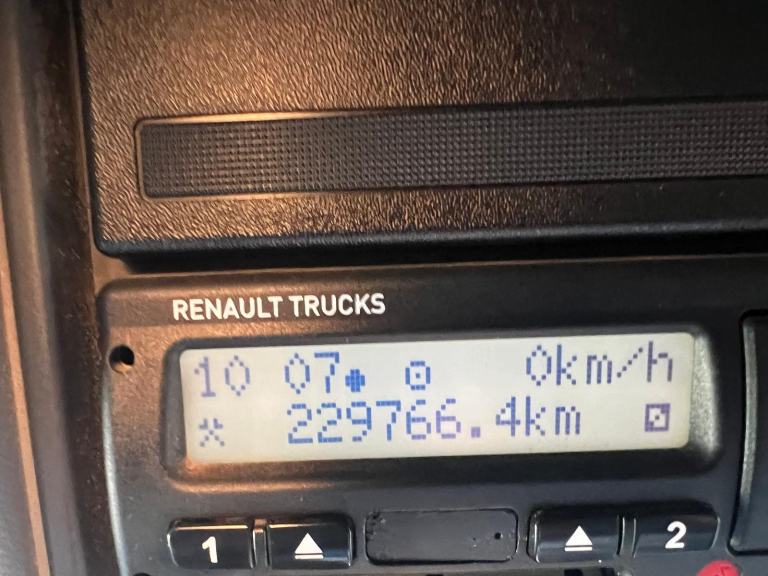 RENAULT TRUCKS
10 07 0km/h
229766.4km
1 2